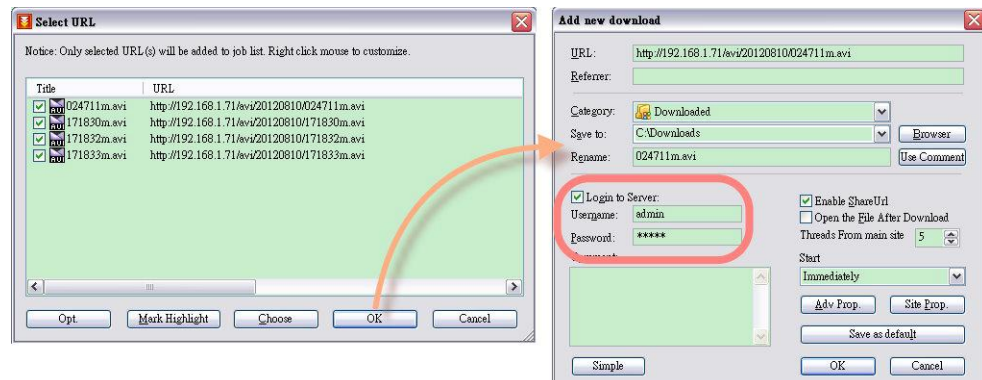 Select URL
Notice: Only selected URL(s) will be added to job list. Right click mouse to customize.
Title URL
024711m.avi http://192.168.1.71/avi/20120810/024711m.avi
171830m.avi http://192.168.1.71/avi/20120810/171830m.avi
171832m.avi http://192.168.1.71/avi/20120810/171832m.avi
171833m.avi http://192.168.1.71/avi/20120810/171833m.avi
Opt. Mark Highlight Choose OK Cancel
Add new download
URL: http://192.168.1.71/avi/20120810/024711m.avi
Referrer:
Category: Downloaded
Save to: C:\Downloads Browser
Rename: 024711m.avi Use Comment
Login to Server:
Username: admin
Password: *****
Comment:
Enable ShareUrl
Open the File After Download
Threads From main site 5
Start
Immediately
Adv Prop. Site Prop.
Save as default
Simple OK Cancel